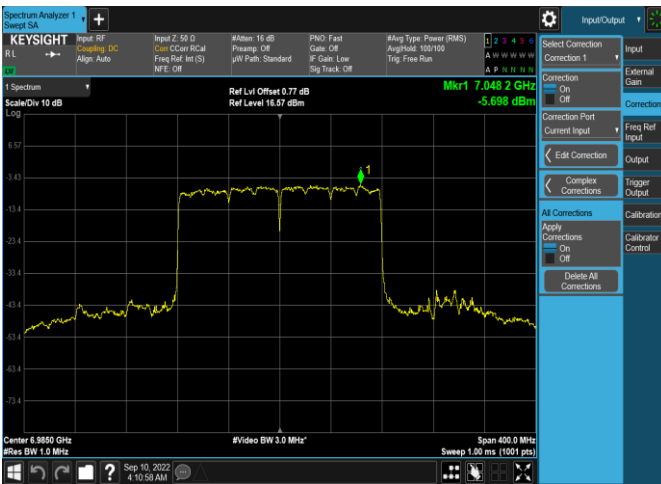 Spectrum Analyzer 1
Swept SA
+
Input/Output
KEYSIGHT
RL
Input: RF
Coupling: DC
Align: Auto
Input Z: 50 Ω
Corr CCorr RCal
Freq Ref: Int (S)
NFE: Off
#Atten: 16 dB
Preamp: Off
µW Path: Standard
PNO: Fast
Gate: Off
IF Gain: Low
Sig Track: Off
#Avg Type: Power (RMS)
Avg|Hold: 100/100
Trig: Free Run
1 2 3 4 5 6
A W W W W W
A P N N N N
1 Spectrum
Scale/Div 10 dB
Log
Ref Lvl Offset 0.77 dB
Ref Level 16.57 dBm
Mkr1 7.048 2 GHz
-5.698 dBm
6.57
-3.43
-13.4
-23.4
-33.4
-43.4
-53.4
-63.4
-73.4
1
Center 6.9850 GHz
#Res BW 1.0 MHz
#Video BW 3.0 MHz*
Span 400.0 MHz
Sweep 1.00 ms (1001 pts)
Select Correction
Correction 1
Correction
On
Off
Correction Port
Current Input
Edit Correction
Complex
Corrections
All Corrections
Apply
Corrections
On
Off
Delete All
Corrections
Input
External
Gain
Correction
Freq Ref
Input
Output
Trigger
Output
Calibration
Calibrator
Control
?
Sep 10, 2022
4:10:58 AM